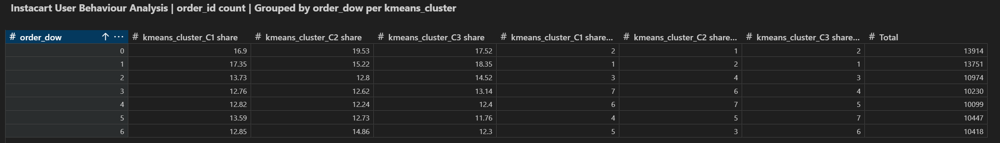 Instacart User Behaviour Analysis | order_id count | Grouped by order_dow per kmeans_cluster
# order_dow ↑ ... # kmeans_cluster_C1 share # kmeans_cluster_C2 share # kmeans_cluster_C3 share # kmeans_cluster_C1 share... # kmeans_cluster_C2 share... # kmeans_cluster_C3 share... # Total
0 16.9 19.53 17.52 2 1 2 13914
1 17.35 15.22 18.35 1 2 1 13751
2 13.73 12.8 14.52 3 4 3 10974
3 12.76 12.62 13.14 7 6 4 10230
4 12.82 12.24 12.4 6 7 5 10099
5 13.59 12.73 11.76 4 5 7 10447
6 12.85 14.86 12.3 5 3 6 10418